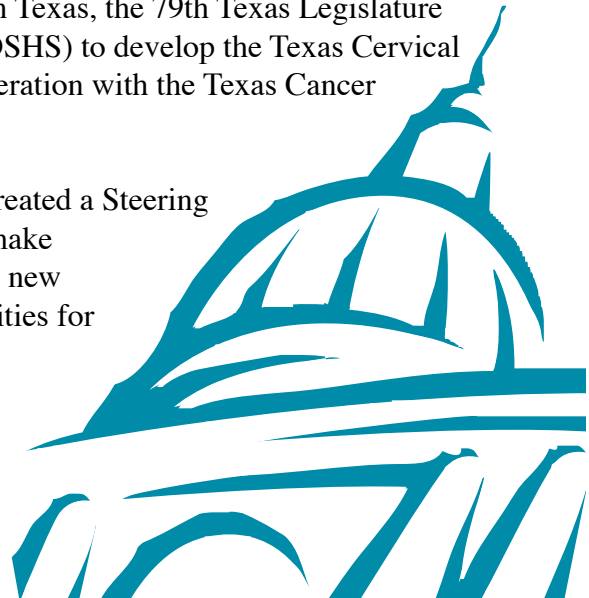 n Texas, the 79th Texas Legislature
OSHS) to develop the Texas Cervical
eration with the Texas Cancer
reated a Steering
make
new
ities for